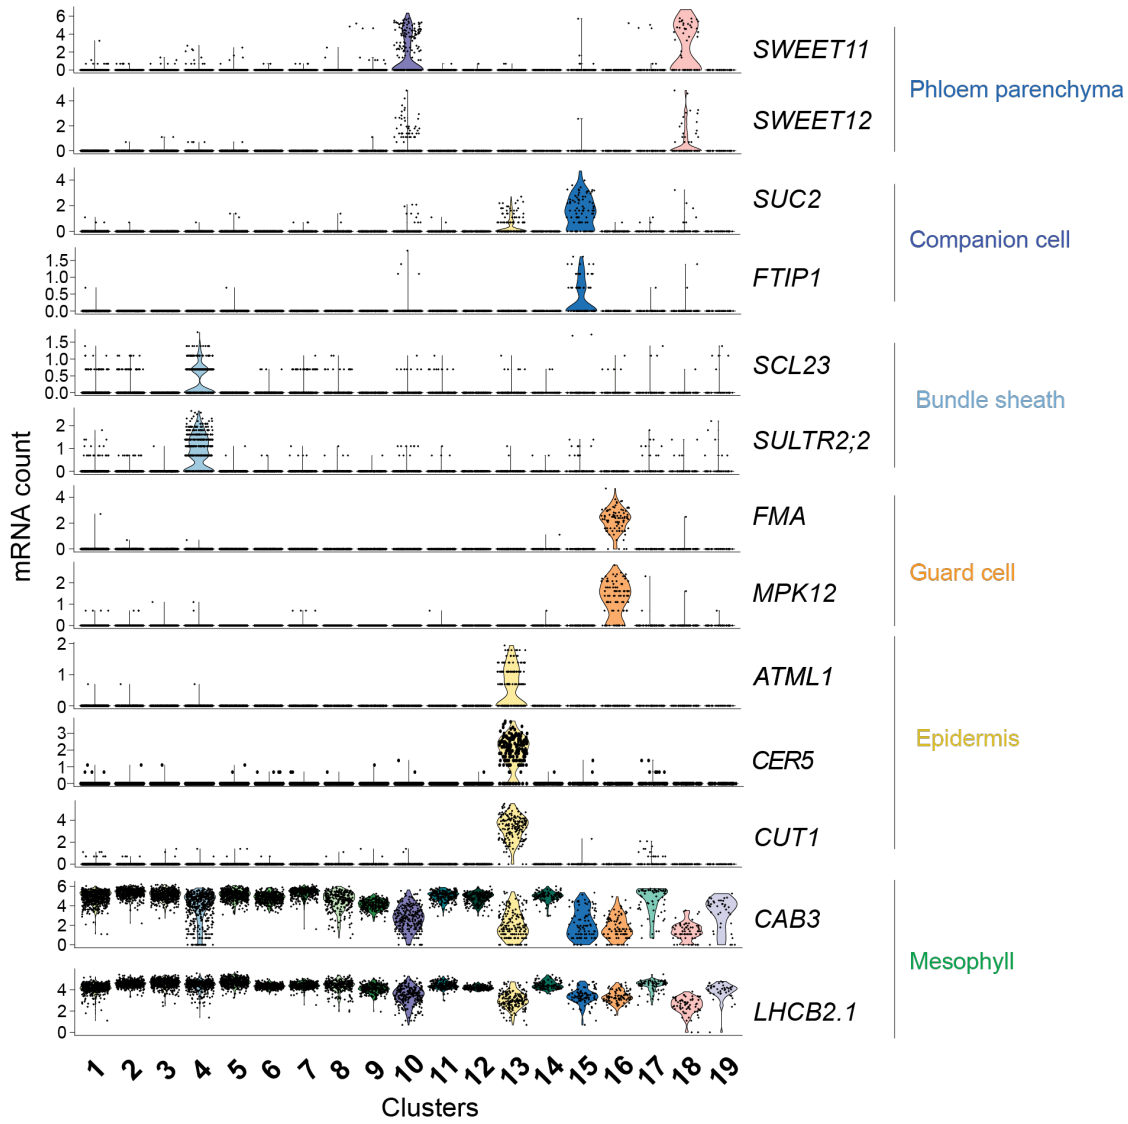 6
4
2
0
SWEET11
Phloem parenchyma
4
2
0
SWEET12
4
2
0
SUC2
Companion cell
1.5
1.0
0.5
0.0
FTIP1
1.5
1.0
0.5
0.0
SCL23
Bundle sheath
2
1
0
SULTR2;2
mRNA count
4
2
0
FMA
Guard cell
2
1
0
MPK12
2
1
0
ATML1
Epidermis
3
2
1
0
CER5
4
2
0
CUT1
6
4
2
0
CAB3
Mesophyll
4
2
0
LHCB2.1
1 2 3 4 5 6 7 8 9 10 11 12 13 14 15 16 17 18 19
Clusters